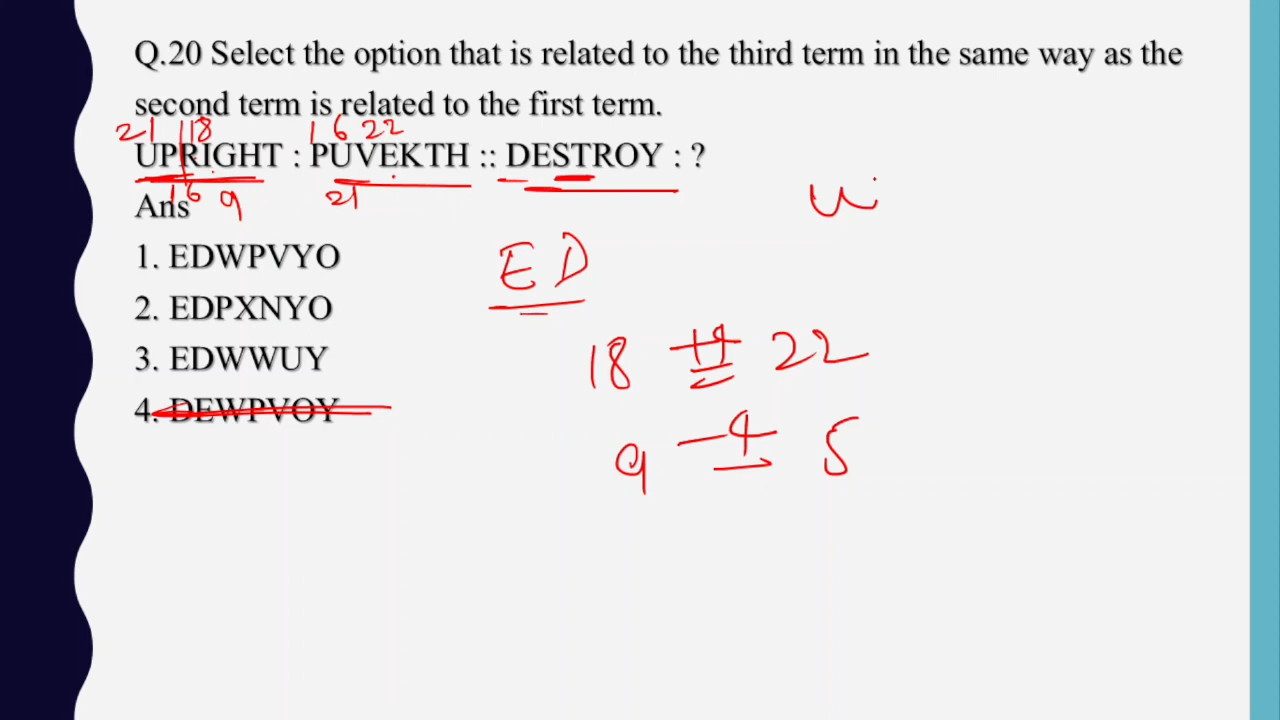 Q.20 Select the option that is related to the third term in the same way as the
second term is related to the first term.
21 18 16 22
UPRIGHT : PUVEKTH :: DESTROY : ?
16 9 21
Ans
1. EDWPVYO
ED
2. EDPXNYO
18 +4 22
3. EDWWUY
4. DEWPVOY
9 -4 5